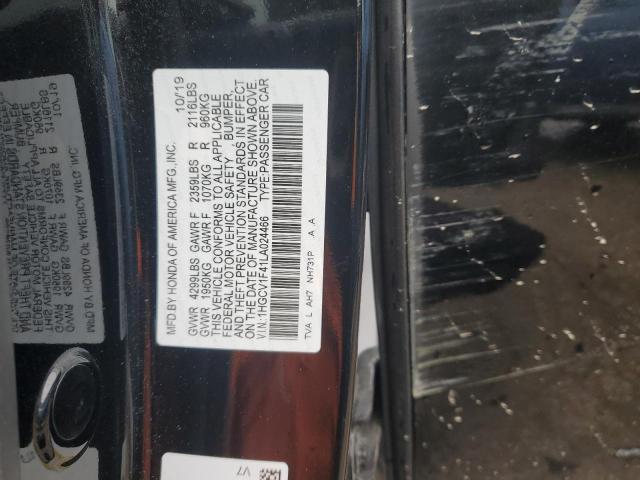 MFD.BY HONDA OF AMERICA MFG.,INC. 10/19
GVWR 4299LBS GAWR F 2359LBS R 2116LBS
GVWR 1950KG GAWR F 1070KG R 960KG
THIS VEHICLE CONFORMS TO ALL APPLICABLE
FEDERAL MOTOR VEHICLE SAFETY , BUMPER,
AND THEFT PREVENTION STANDARDS IN EFFECT
ON THE DATE OF MANUFACTURE SHOWN ABOVE.
V.I.N.:1HGCV1F41LA024466 TYPE:PASSENGER CAR
TVA L AH7 NH731P .A .A
V7